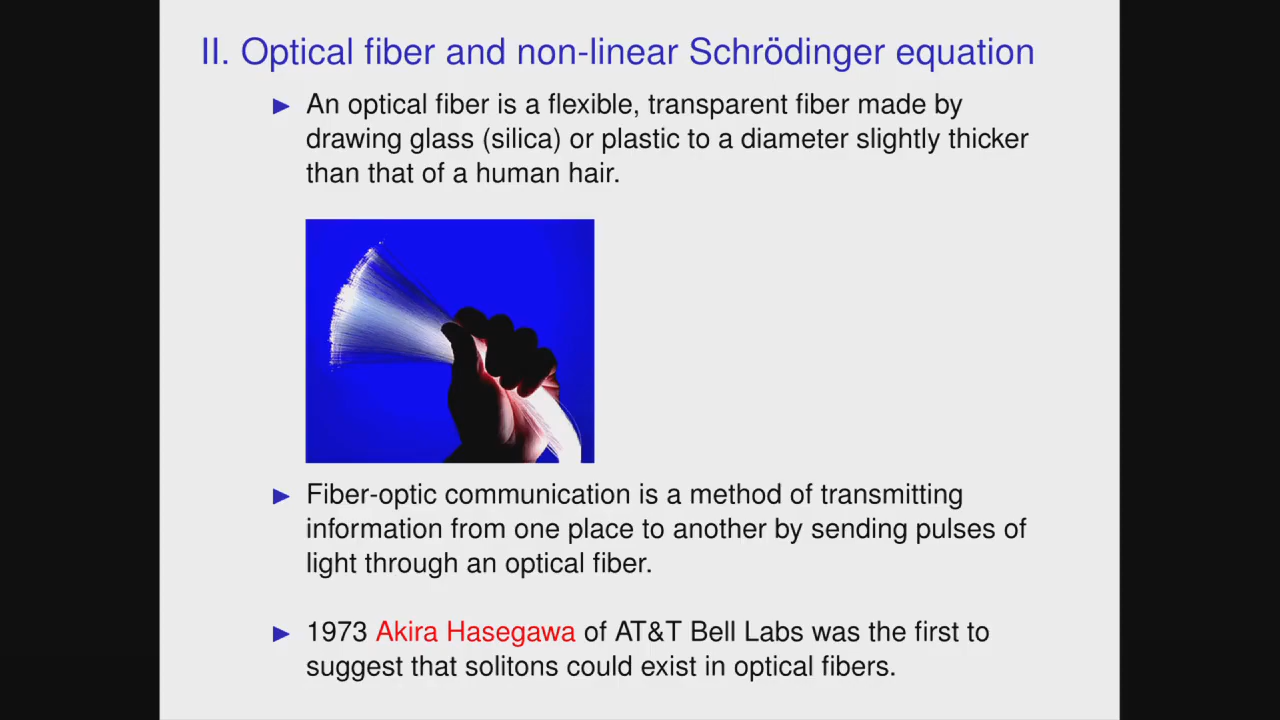 II. Optical fiber and non-linear Schrödinger equation
▶ An optical fiber is a flexible, transparent fiber made by
drawing glass (silica) or plastic to a diameter slightly thicker
than that of a human hair.
▶ Fiber-optic communication is a method of transmitting
information from one place to another by sending pulses of
light through an optical fiber.
▶ 1973 Akira Hasegawa of AT&T Bell Labs was the first to
suggest that solitons could exist in optical fibers.